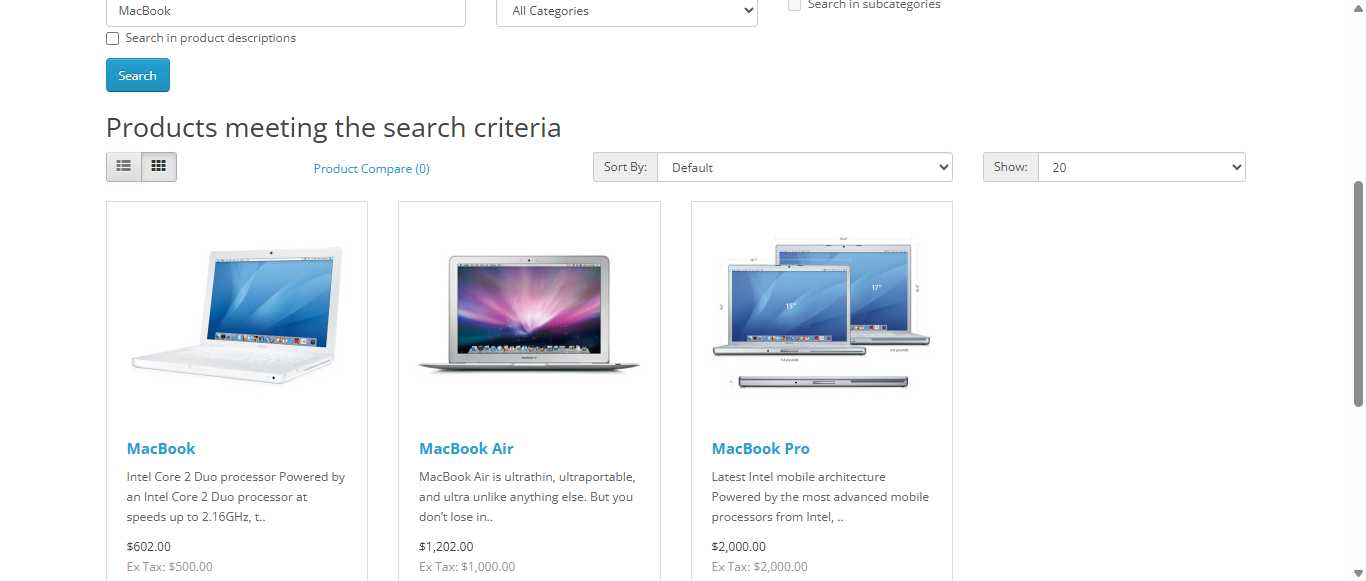 MacBook
All Categories
Search in subcategories
Search in product descriptions
Search
Products meeting the search criteria
Product Compare (0)
Sort By:
Default
Show:
20
15"
17"
MacBook
Intel Core 2 Duo processor Powered by
an Intel Core 2 Duo processor at
speeds up to 2.16GHz, t..
$602.00
Ex Tax: $500.00
MacBook Air
MacBook Air is ultrathin, ultraportable,
and ultra unlike anything else. But you
don’t lose in..
$1,202.00
Ex Tax: $1,000.00
MacBook Pro
Latest Intel mobile architecture
Powered by the most advanced mobile
processors from Intel, ..
$2,000.00
Ex Tax: $2,000.00